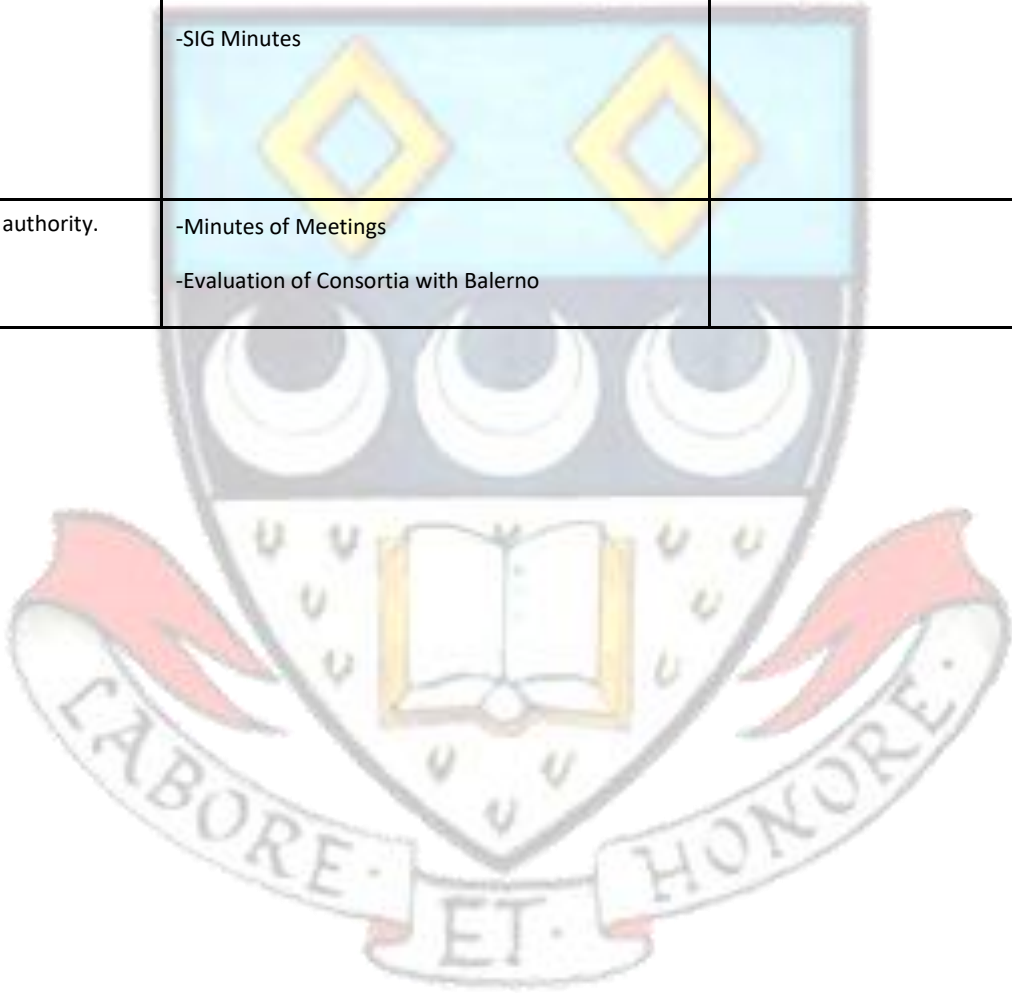 -SIG Minutes
authority.
-Minutes of Meetings
-Evaluation of Consortia with Balerno
LABORE · ET · HONORE ·